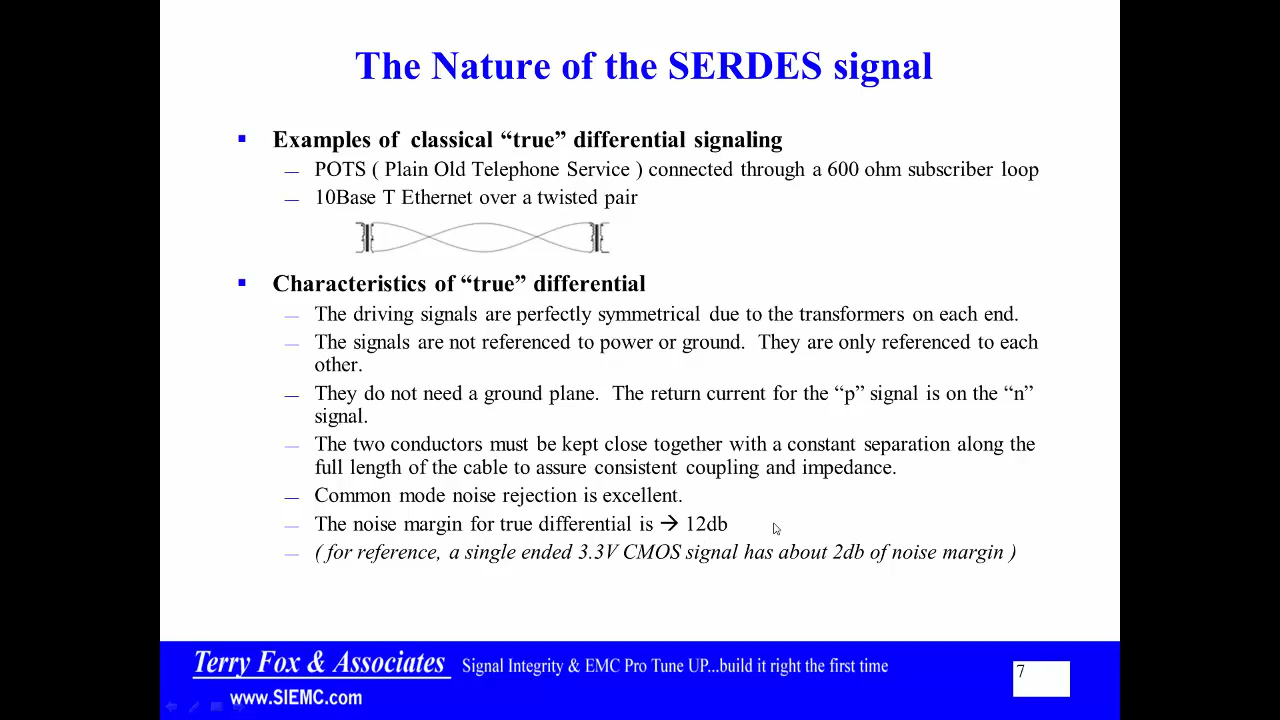 The Nature of the SERDES signal
▪ Examples of classical “true” differential signaling
— POTS ( Plain Old Telephone Service ) connected through a 600 ohm subscriber loop
— 10Base T Ethernet over a twisted pair
▪ Characteristics of “true” differential
— The driving signals are perfectly symmetrical due to the transformers on each end.
— The signals are not referenced to power or ground. They are only referenced to each
other.
— They do not need a ground plane. The return current for the “p” signal is on the “n”
signal.
— The two conductors must be kept close together with a constant separation along the
full length of the cable to assure consistent coupling and impedance.
— Common mode noise rejection is excellent.
— The noise margin for true differential is → 12db
— ( for reference, a single ended 3.3V CMOS signal has about 2db of noise margin )
Terry Fox & Associates Signal Integrity & EMC Pro Tune UP...build it right the first time
www.SIEMC.com
7